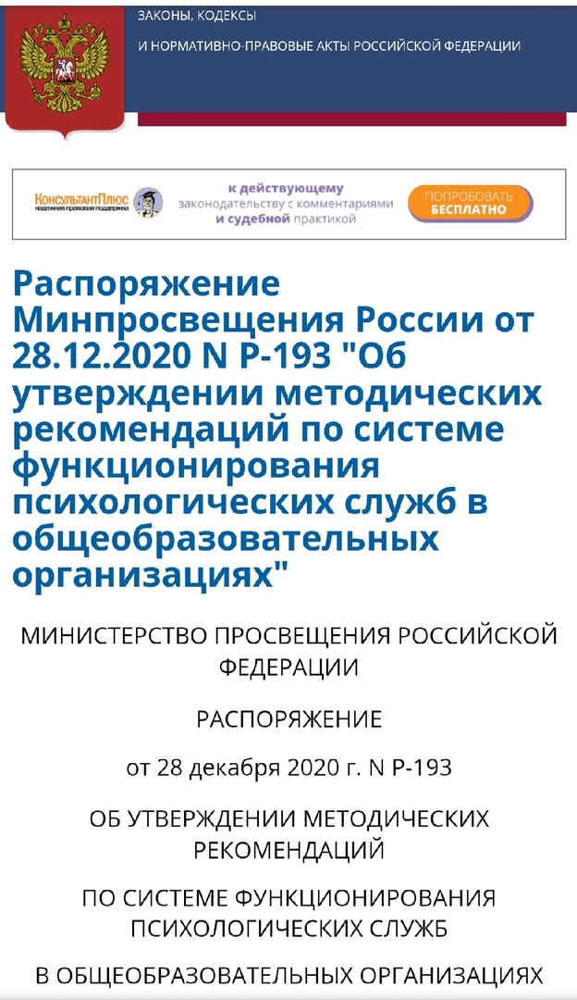 ЗАКОНЫ, КОДЕКСЫ
И НОРМАТИВНО-ПРАВОВЫЕ АКТЫ РОССИЙСКОЙ ФЕДЕРАЦИИ
КонсультантПлюс
надежная правовая поддержка
к действующему
законодательству с комментариями
и судебной практикой
ПОПРОБОВАТЬ
БЕСПЛАТНО
Распоряжение
Минпросвещения России от
28.12.2020 N Р-193 "Об
утверждении методических
рекомендаций по системе
функционирования
психологических служб в
общеобразовательных
организациях"
МИНИСТЕРСТВО ПРОСВЕЩЕНИЯ РОССИЙСКОЙ
ФЕДЕРАЦИИ
РАСПОРЯЖЕНИЕ
от 28 декабря 2020 г. N Р-193
ОБ УТВЕРЖДЕНИИ МЕТОДИЧЕСКИХ
РЕКОМЕНДАЦИЙ
ПО СИСТЕМЕ ФУНКЦИОНИРОВАНИЯ
ПСИХОЛОГИЧЕСКИХ СЛУЖБ
В ОБЩЕОБРАЗОВАТЕЛЬНЫХ ОРГАНИЗАЦИЯХ